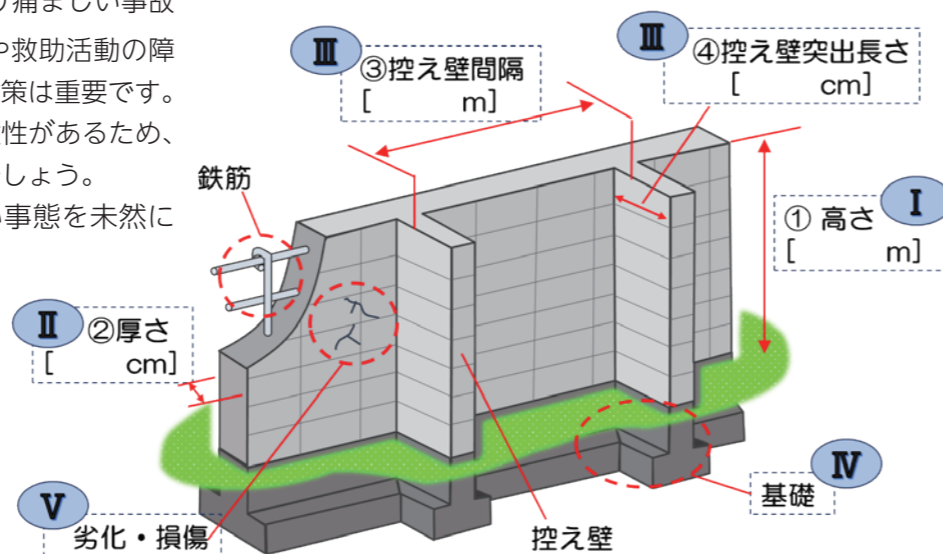 痛ましい事故
救助活動の障
策は重要です。
性があるため、
しょう。
事態を未然に
Ⅲ
③控え壁間隔
[ m]
Ⅲ
④控え壁突出長さ
[ cm]
鉄筋
① 高さ
Ⅰ
[ m]
Ⅱ
②厚さ
[ cm]
Ⅴ
劣化・損傷
控え壁
基礎
Ⅳ